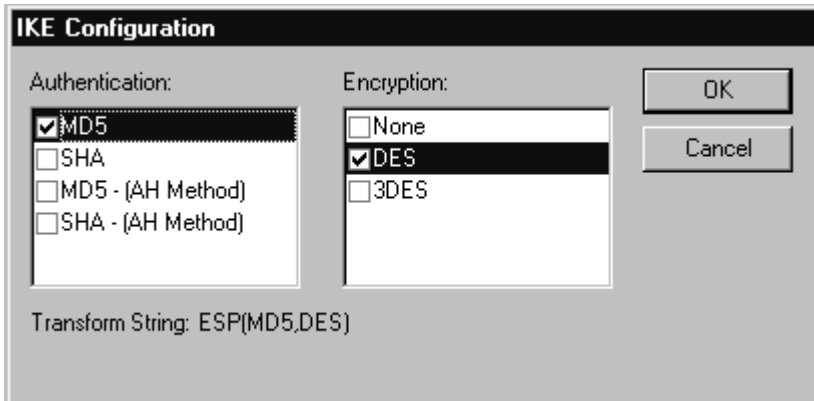 IKE Configuration
Authentication:
MD5
SHA
MD5 - (AH Method)
SHA - (AH Method)
Encryption:
None
DES
3DES
OK
Cancel
Transform String: ESP(MD5,DES)